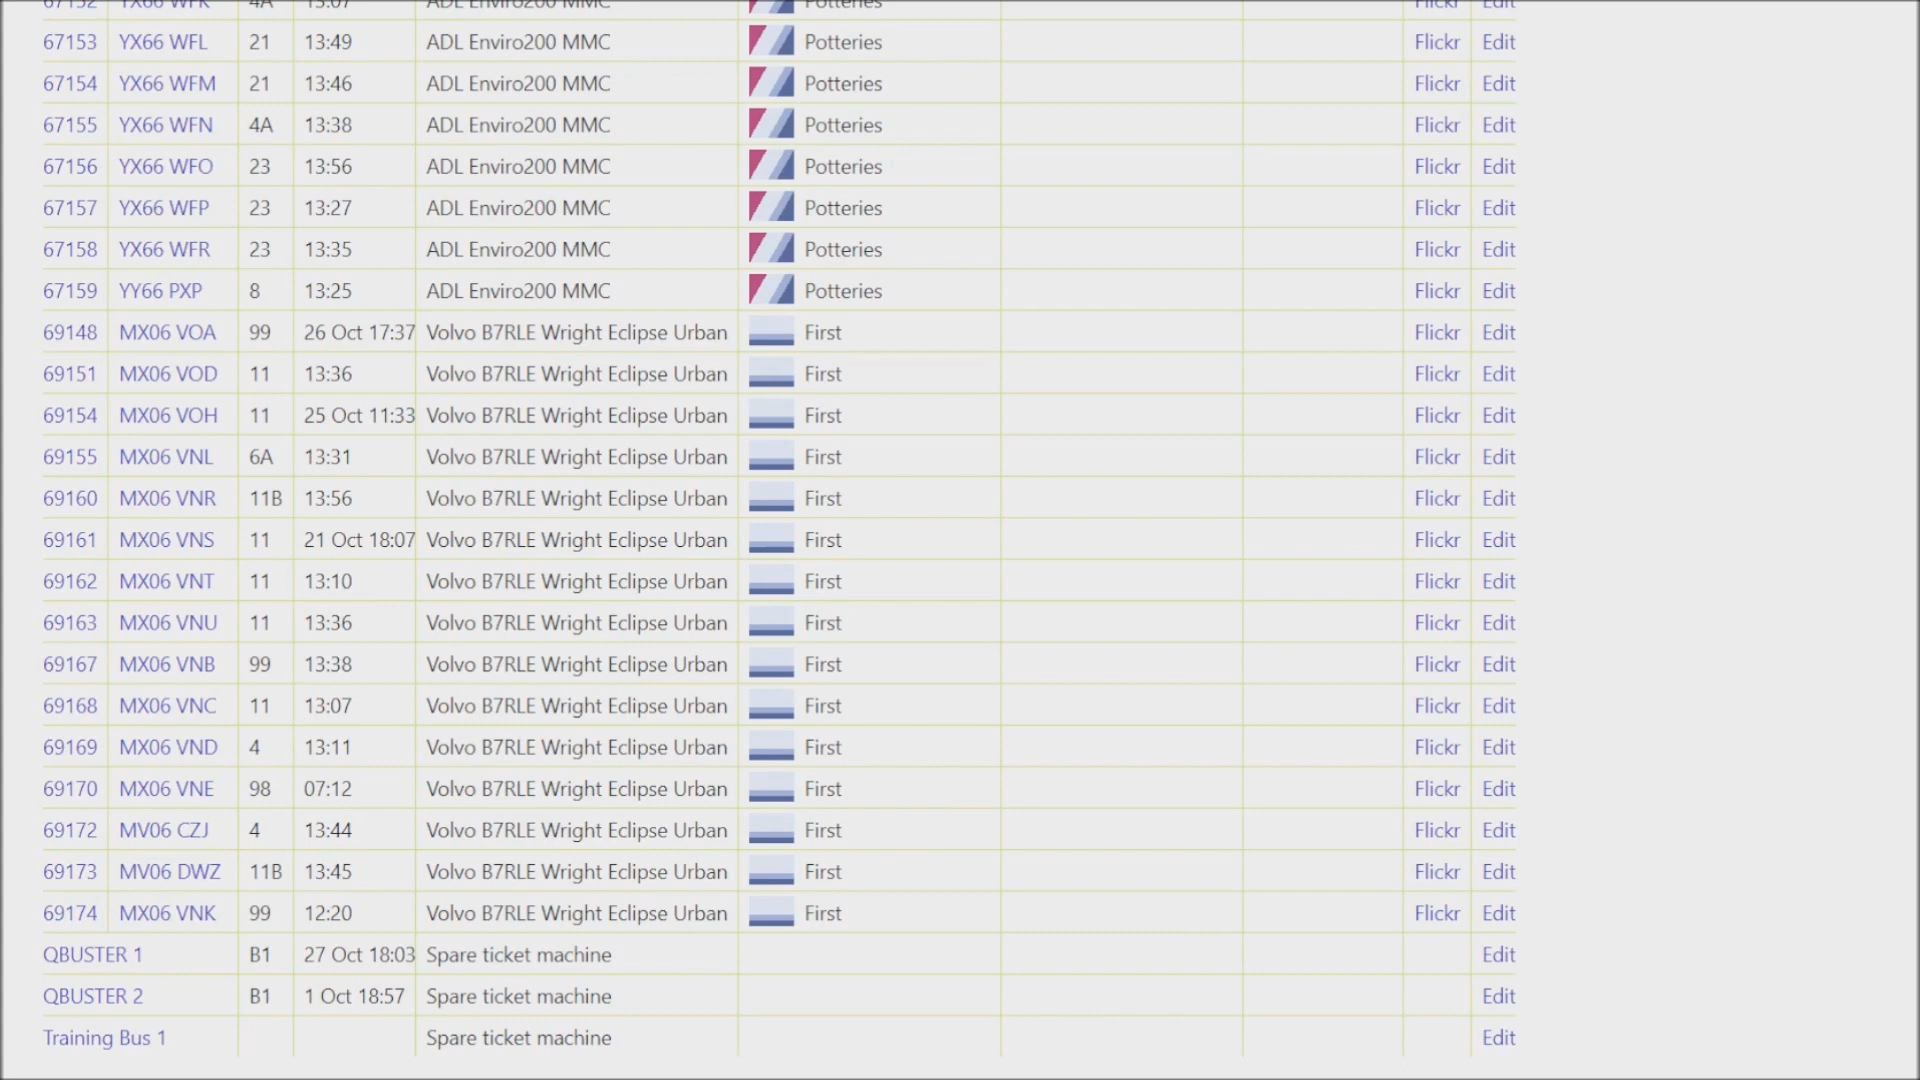 67152 YX66 WFK 4A 13:07 ADL Enviro200 MMC Potteries Flickr Edit
67153 YX66 WFL 21 13:49 ADL Enviro200 MMC Potteries Flickr Edit
67154 YX66 WFM 21 13:46 ADL Enviro200 MMC Potteries Flickr Edit
67155 YX66 WFN 4A 13:38 ADL Enviro200 MMC Potteries Flickr Edit
67156 YX66 WFO 23 13:56 ADL Enviro200 MMC Potteries Flickr Edit
67157 YX66 WFP 23 13:27 ADL Enviro200 MMC Potteries Flickr Edit
67158 YX66 WFR 23 13:35 ADL Enviro200 MMC Potteries Flickr Edit
67159 YY66 PXP 8 13:25 ADL Enviro200 MMC Potteries Flickr Edit
69148 MX06 VOA 99 26 Oct 17:37 Volvo B7RLE Wright Eclipse Urban First Flickr Edit
69151 MX06 VOD 11 13:36 Volvo B7RLE Wright Eclipse Urban First Flickr Edit
69154 MX06 VOH 11 25 Oct 11:33 Volvo B7RLE Wright Eclipse Urban First Flickr Edit
69155 MX06 VNL 6A 13:31 Volvo B7RLE Wright Eclipse Urban First Flickr Edit
69160 MX06 VNR 11B 13:56 Volvo B7RLE Wright Eclipse Urban First Flickr Edit
69161 MX06 VNS 11 21 Oct 18:07 Volvo B7RLE Wright Eclipse Urban First Flickr Edit
69162 MX06 VNT 11 13:10 Volvo B7RLE Wright Eclipse Urban First Flickr Edit
69163 MX06 VNU 11 13:36 Volvo B7RLE Wright Eclipse Urban First Flickr Edit
69167 MX06 VNB 99 13:38 Volvo B7RLE Wright Eclipse Urban First Flickr Edit
69168 MX06 VNC 11 13:07 Volvo B7RLE Wright Eclipse Urban First Flickr Edit
69169 MX06 VND 4 13:11 Volvo B7RLE Wright Eclipse Urban First Flickr Edit
69170 MX06 VNE 98 07:12 Volvo B7RLE Wright Eclipse Urban First Flickr Edit
69172 MV06 CZJ 4 13:44 Volvo B7RLE Wright Eclipse Urban First Flickr Edit
69173 MV06 DWZ 11B 13:45 Volvo B7RLE Wright Eclipse Urban First Flickr Edit
69174 MX06 VNK 99 12:20 Volvo B7RLE Wright Eclipse Urban First Flickr Edit
QBUSTER 1 B1 27 Oct 18:03 Spare ticket machine Edit
QBUSTER 2 B1 1 Oct 18:57 Spare ticket machine Edit
Training Bus 1 Spare ticket machine Edit